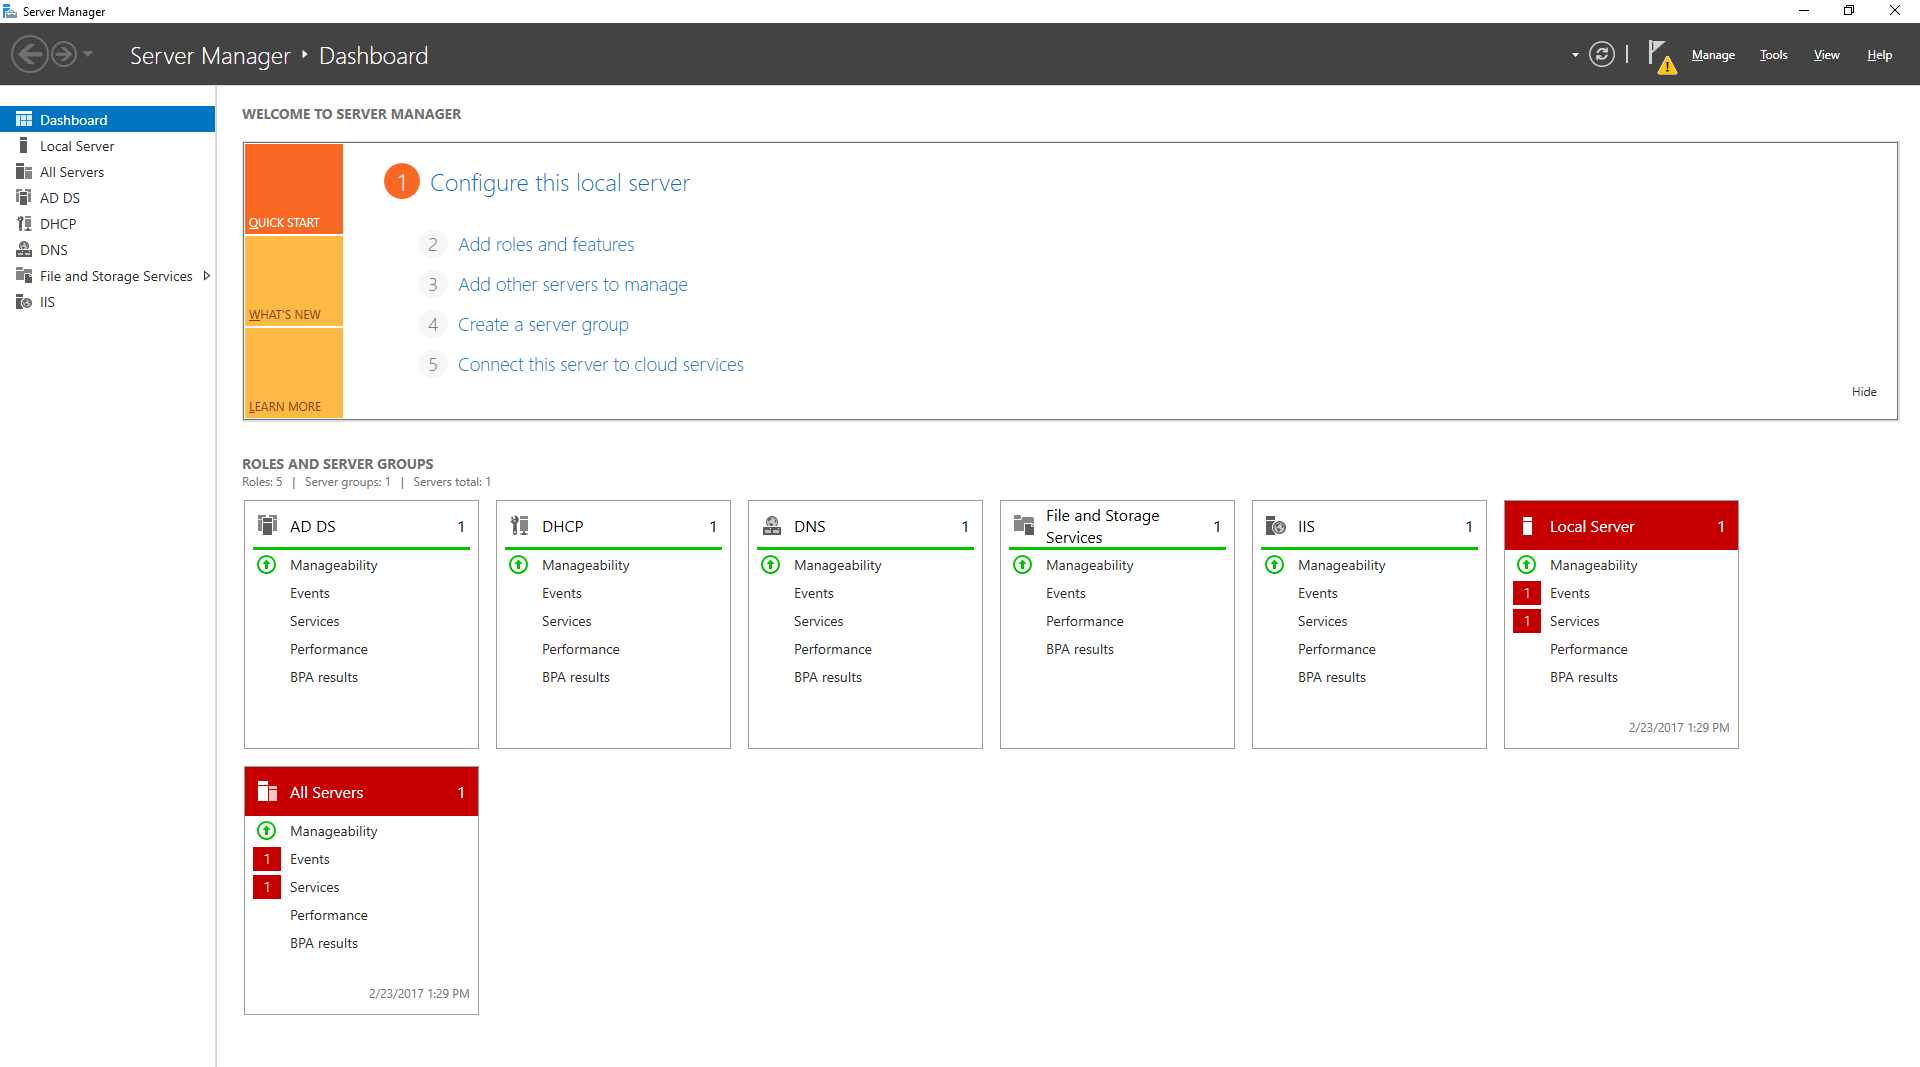 Server Manager
Server Manager ‣ Dashboard
Manage Tools View Help
Dashboard
Local Server
All Servers
AD DS
DHCP
DNS
File and Storage Services
IIS
WELCOME TO SERVER MANAGER
QUICK START
WHAT'S NEW
LEARN MORE
1 Configure this local server
2 Add roles and features
3 Add other servers to manage
4 Create a server group
5 Connect this server to cloud services
Hide
ROLES AND SERVER GROUPS
Roles: 5 | Server groups: 1 | Servers total: 1
AD DS 1
Manageability
Events
Services
Performance
BPA results
DHCP 1
Manageability
Events
Services
Performance
BPA results
DNS 1
Manageability
Events
Services
Performance
BPA results
File and Storage
Services 1
Manageability
Events
Performance
BPA results
IIS 1
Manageability
Events
Services
Performance
BPA results
Local Server 1
Manageability
1 Events
1 Services
Performance
BPA results
2/23/2017 1:29 PM
All Servers 1
Manageability
1 Events
1 Services
Performance
BPA results
2/23/2017 1:29 PM